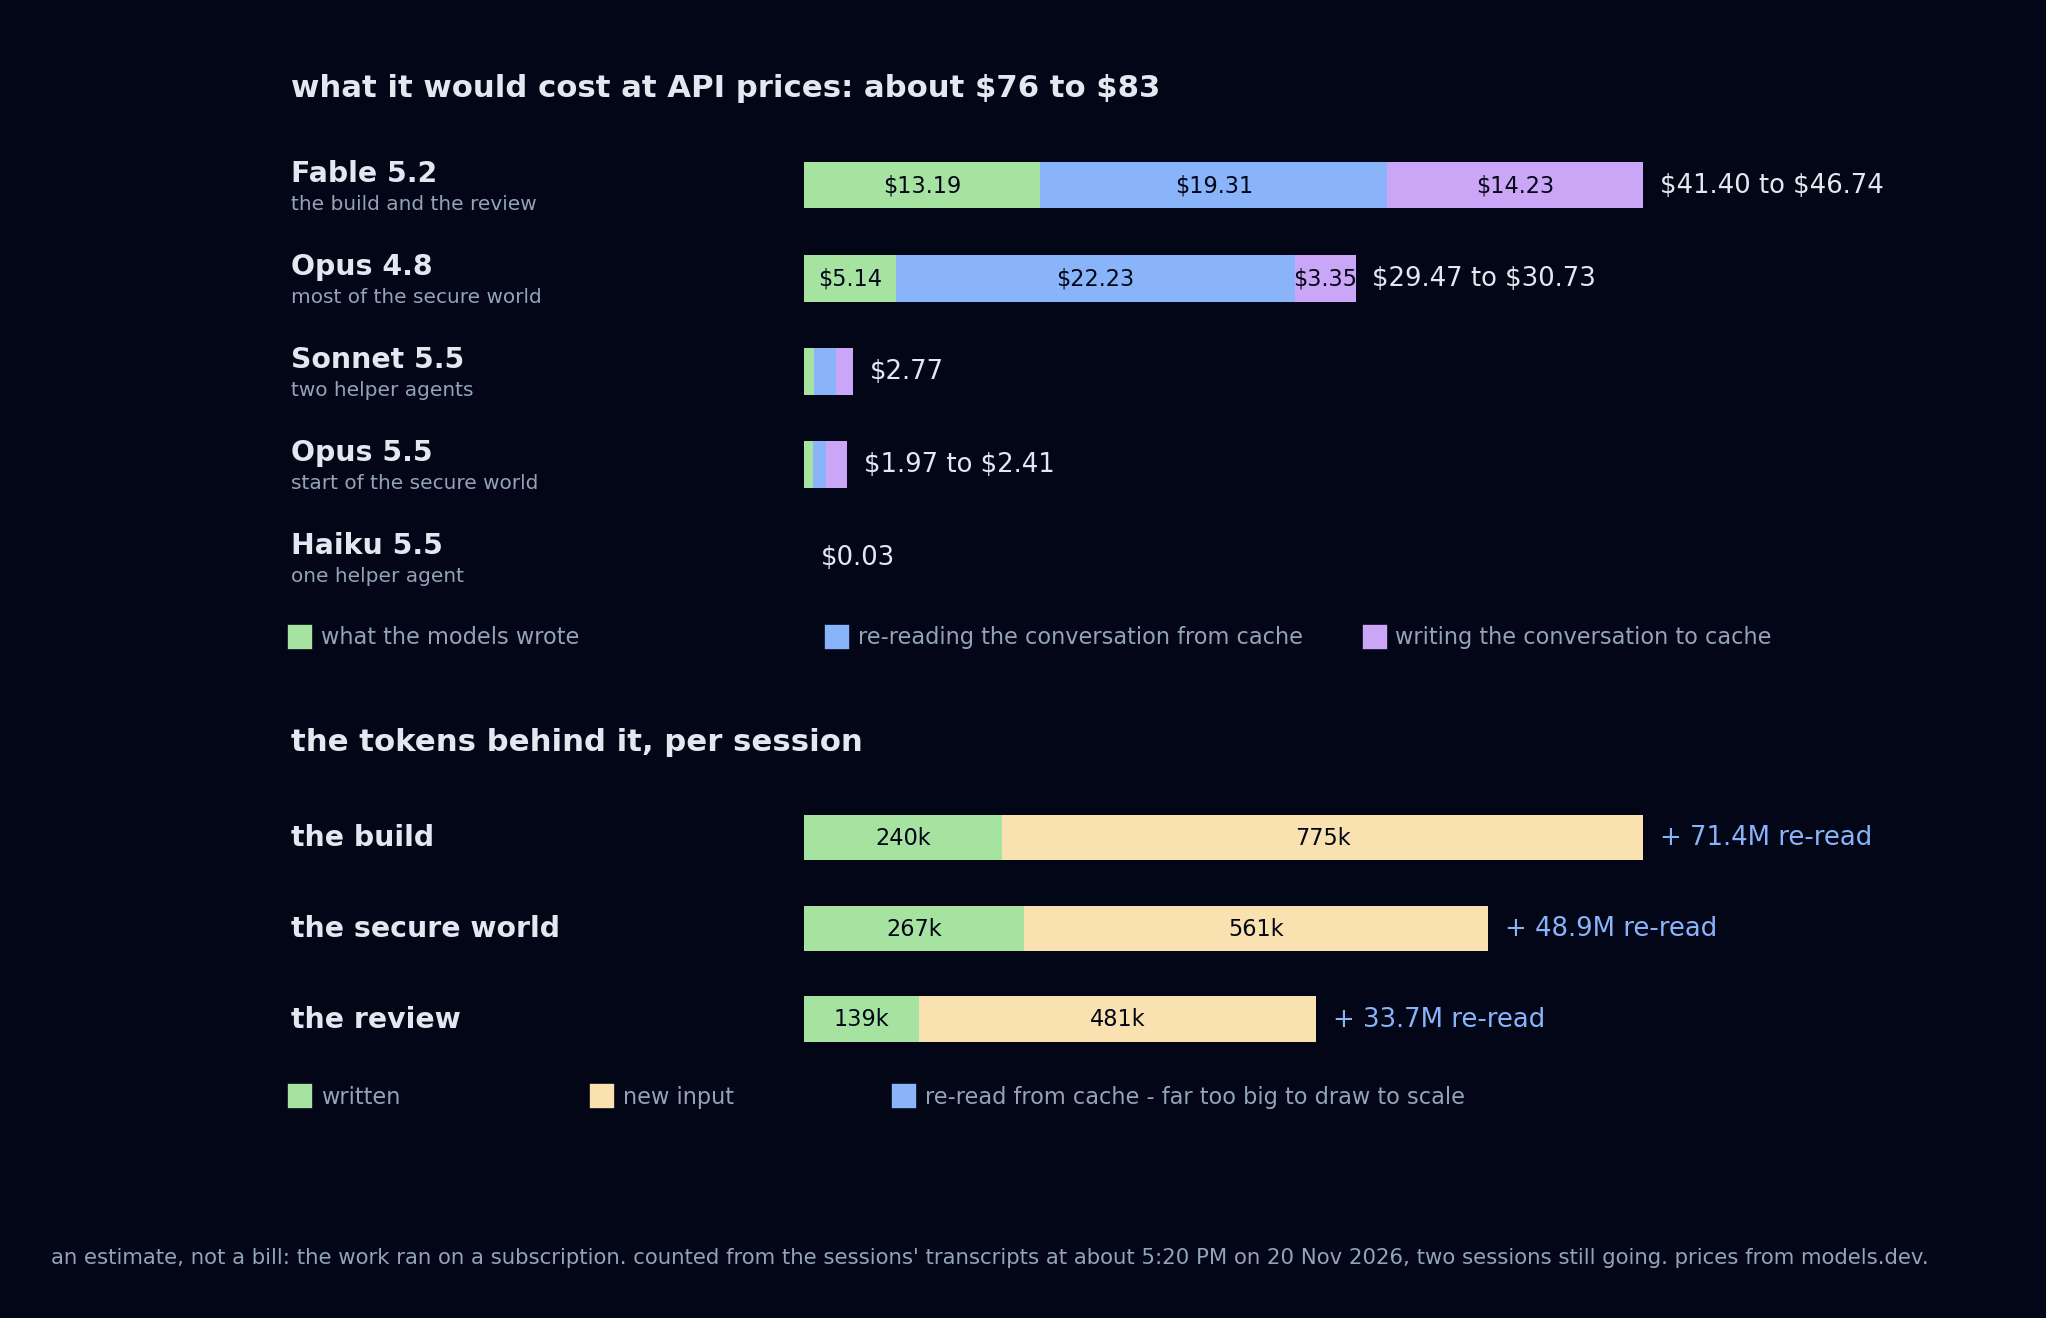 what it would cost at API prices: about $76 to $83
Fable 5.2
the build and the review
$13.19 $19.31 $14.23 $41.40 to $46.74
Opus 4.8
most of the secure world
$5.14 $22.23 $3.35 $29.47 to $30.73
Sonnet 5.5
two helper agents
$2.77
Opus 5.5
start of the secure world
$1.97 to $2.41
Haiku 5.5
one helper agent
$0.03
what the models wrote re-reading the conversation from cache writing the conversation to cache
the tokens behind it, per session
the build 240k 775k + 71.4M re-read
the secure world 267k 561k + 48.9M re-read
the review 139k 481k + 33.7M re-read
written new input re-read from cache - far too big to draw to scale
an estimate, not a bill: the work ran on a subscription. counted from the sessions' transcripts at about 5:20 PM on 20 Nov 2026, two sessions still going. prices from models.dev.